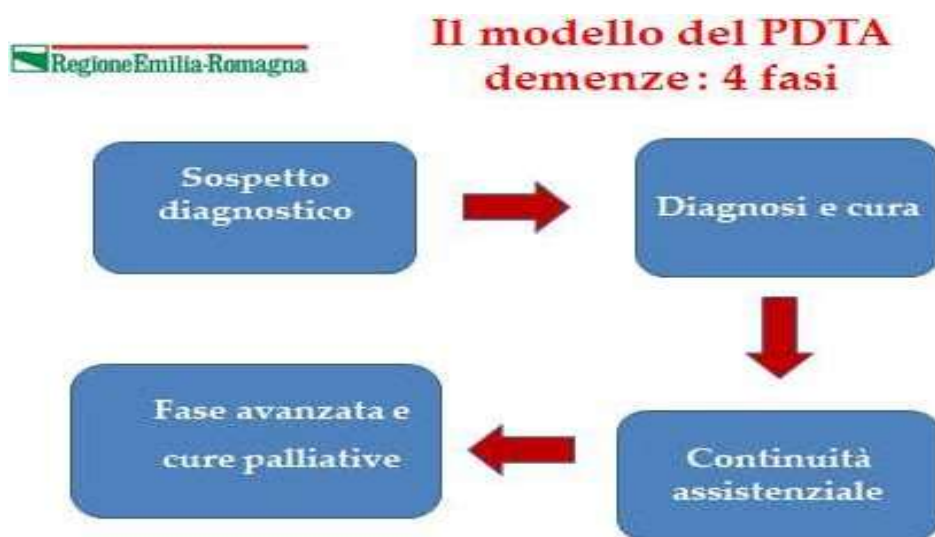 RegioneEmilia-Romagna
Il modello del PDTA
demenze : 4 fasi
Sospetto
diagnostico
Diagnosi e cura
Continuità
assistenziale
Fase avanzata e
cure palliative